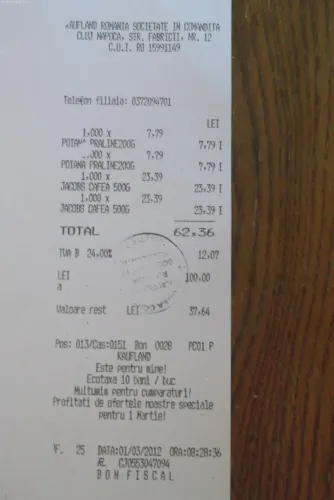 KAUFLAND ROMANIA SOCIETATE IN COMANDITA
CLUJ NAPOCA, STR. FABRICII, NR. 12
C.U.I. RO 15991149
Telefon filiala: 0372094701
LEI
1,000 x 7,79
POIANA PRALINE200G 7,79 I
1,000 x 7,79
POIANA PRALINE200G 7,79 I
1,000 x 23,39
JACOBS CAFEA 500G 23,39 I
1,000 x 23,39
JACOBS CAFEA 500G 23,39 I
TOTAL 62,36
TVA B 24,00% 12,07
LEI 100,00
a
Valoare rest LEI 37,64
Pos: 013/Cas:0151 Bon 0028 PC01 P
KAUFLAND
Este pentru mine!
Ecotaxa 10 bani / buc
Multumim pentru cumparaturi!
Profitati de ofertele noastre speciale
pentru 1 Martie!
NF. 25 DATA:01/03/2012 ORA:08:28:36
CJ0553047094
BON FISCAL